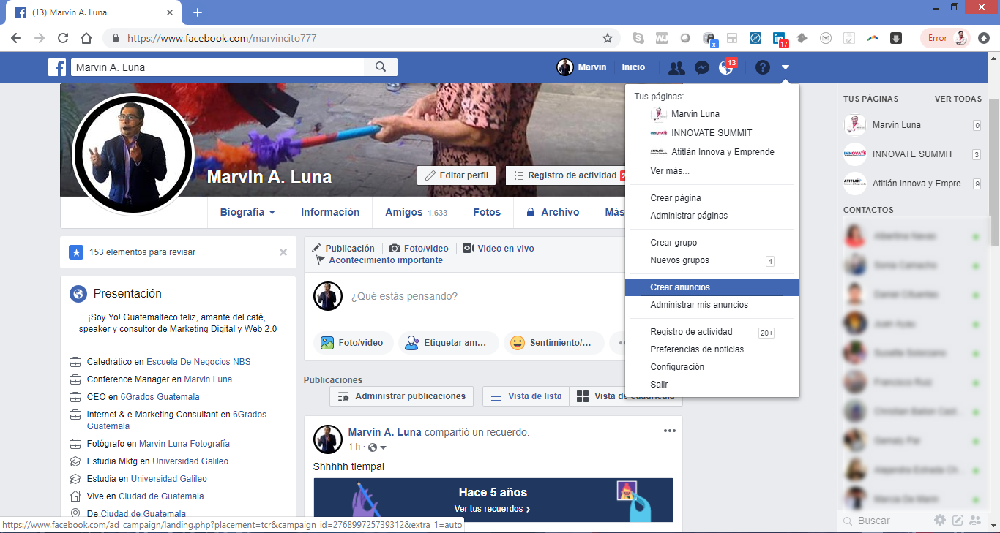 (13) Marvin A. Luna
https://www.facebook.com/marvincito777
17
Error
Marvin A. Luna
Marvin
Inicio
13
Tus páginas:
Marvin Luna
INNOVATE SUMMIT
Atitlán Innova y Emprende
Ver más...
Crear página
Administrar páginas
Crear grupo
Nuevos grupos 4
Crear anuncios
Administrar mis anuncios
Registro de actividad 20+
Preferencias de noticias
Configuración
Salir
TUS PÁGINAS VER TODAS
Marvin Luna 9
INNOVATE SUMMIT 3
Atitlán Innova y Empre... 9
CONTACTOS
Buscar
Marvin A. Luna
Editar perfil
Registro de actividad 2
Biografía
Información
Amigos 1.633
Fotos
Archivo
Más
153 elementos para revisar
Presentación
¡Soy Yo! Guatemalteco feliz, amante del café,
speaker y consultor de Marketing Digital y Web 2.0
Catedrático en Escuela De Negocios NBS
Conference Manager en Marvin Luna
CEO en 6Grados Guatemala
Internet & e-Marketing Consultant en 6Grados
Guatemala
Fotógrafo en Marvin Luna Fotografía
Estudia Mktg en Universidad Galileo
Estudia en Universidad Galileo
Vive en Ciudad de Guatemala
De Ciudad de Guatemala
Publicación
Foto/video
Video en vivo
Acontecimiento importante
¿Qué estás pensando?
Foto/video
Etiquetar am...
Sentimiento/...
Publicaciones
Administrar publicaciones
Vista de lista
Vista de cuadrícula
Marvin A. Luna compartió un recuerdo.
1 h ·
Shhhhh tiempal
Hace 5 años
Ver tus recuerdos ›
https://www.facebook.com/ad_campaign/landing.php?placement=tcr&campaign_id=276899725739312&extra_1=auto